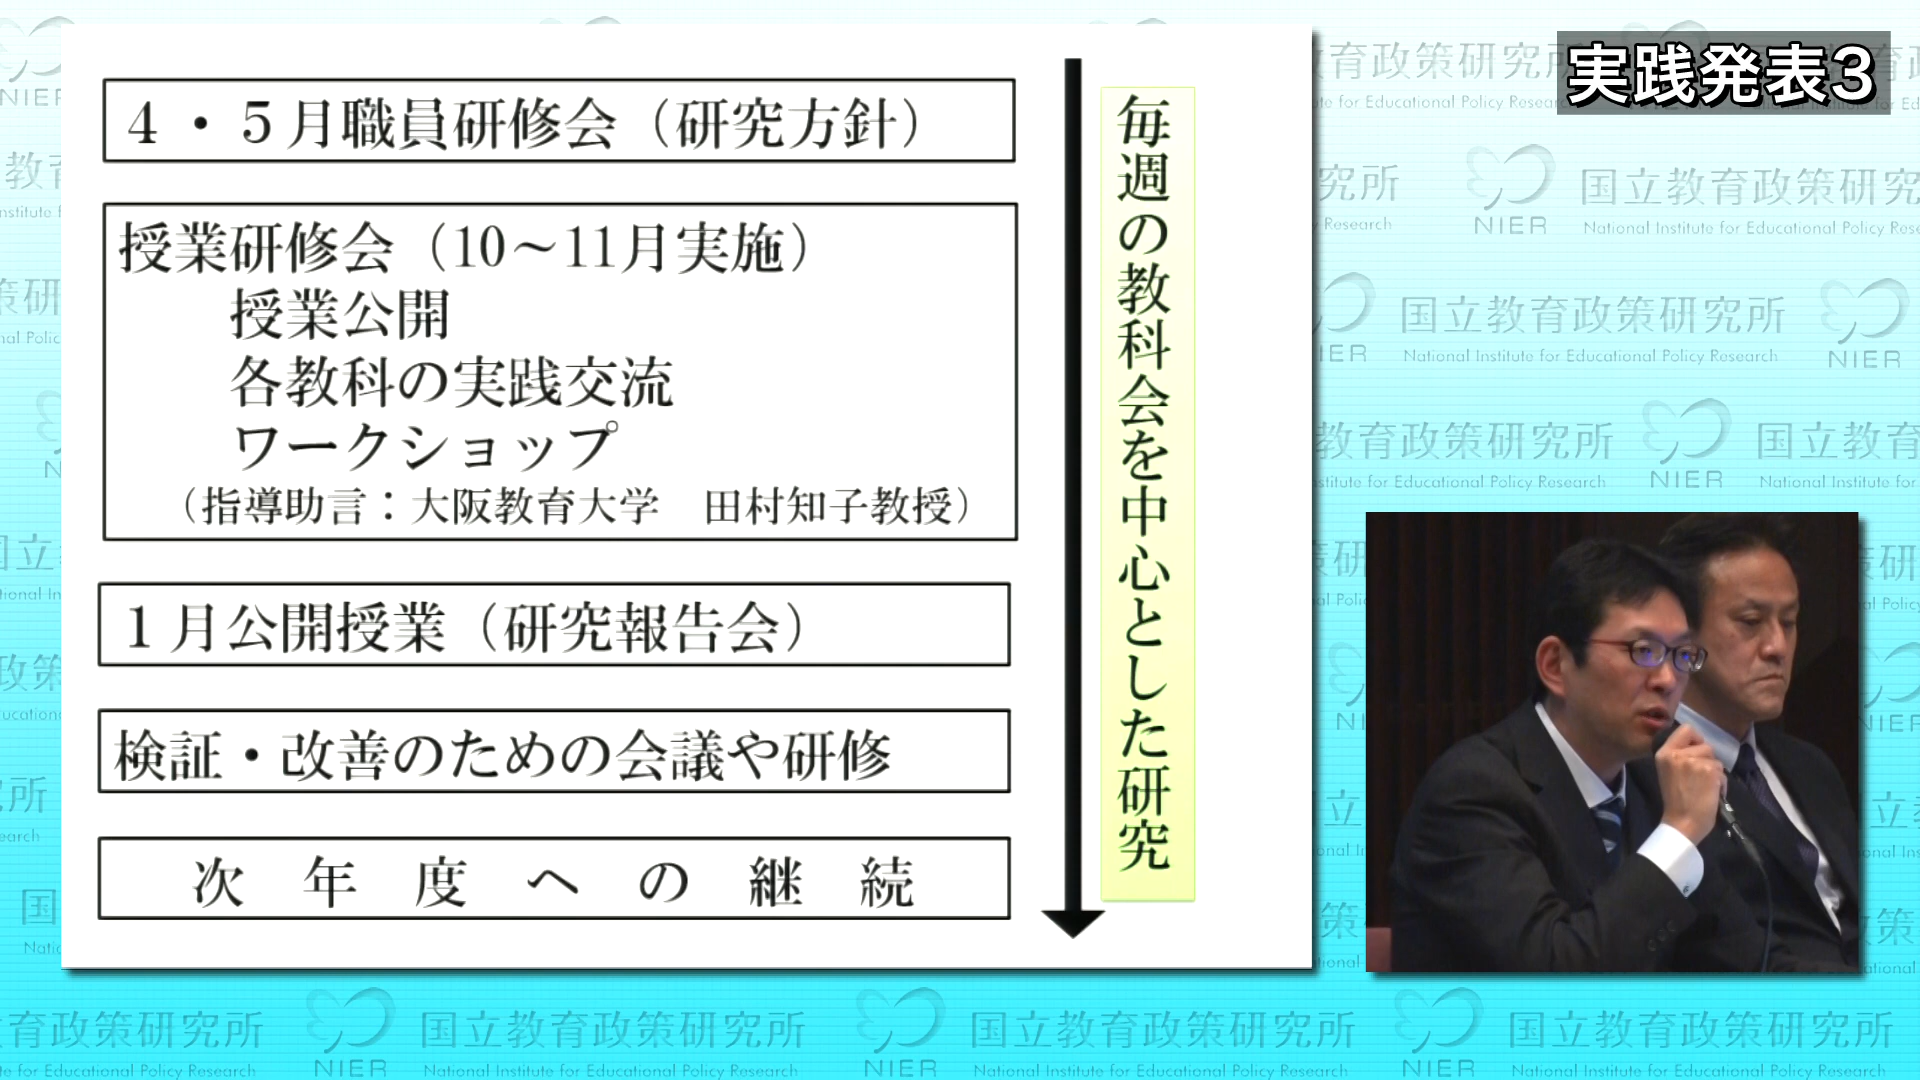 実践発表3
4・5月職員研修会（研究方針）
授業研修会（10～11月実施）
授業公開
各教科の実践交流
ワークショップ
（指導助言：大阪教育大学　田村知子教授）
1月公開授業（研究報告会）
検証・改善のための会議や研修
次年度への継続
毎週の教科会を中心とした研究
国立教育政策研究所
National Institute for Educational Policy Research
NIER